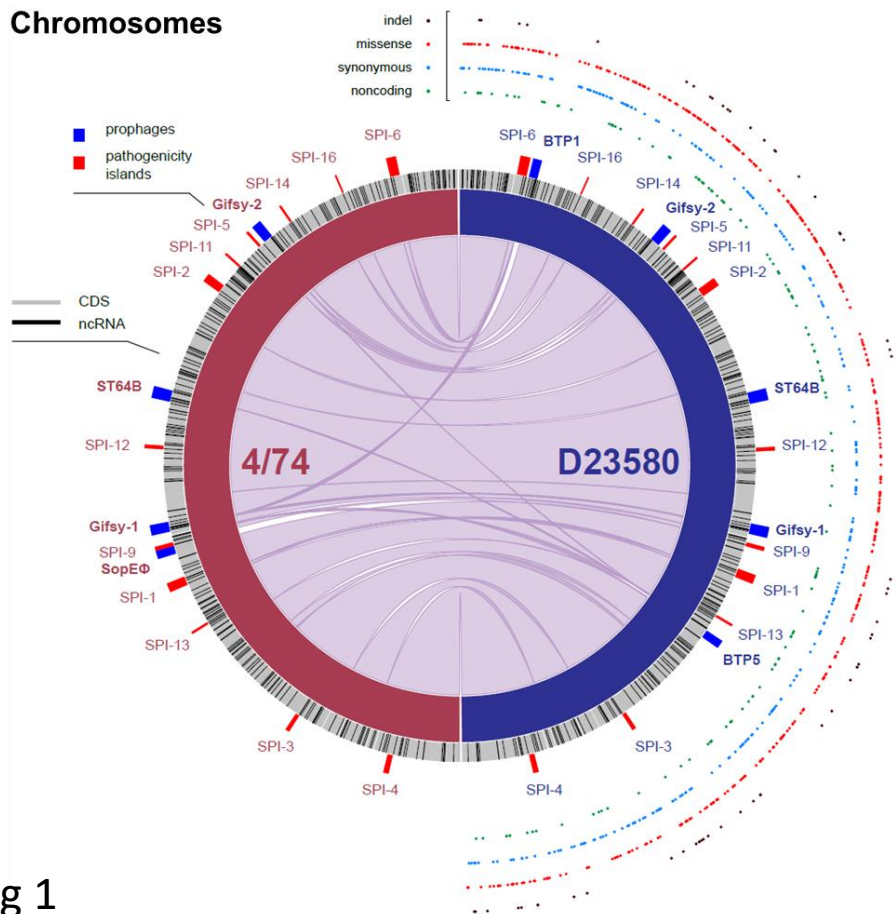 Chromosomes
indel
missense
synonymous
noncoding
prophages
pathogenicity
islands
CDS
ncRNA
SPI-6
SPI-16
SPI-14
Gifsy-2
SPI-5
SPI-11
SPI-2
ST64B
SPI-12
Gifsy-1
SPI-9
SopEΦ
SPI-1
SPI-13
SPI-3
SPI-4
4/74
SPI-6
BTP1
SPI-16
SPI-14
Gifsy-2
SPI-5
SPI-11
SPI-2
ST64B
SPI-12
Gifsy-1
SPI-9
SPI-1
SPI-13
BTP5
SPI-3
SPI-4
D23580
g 1